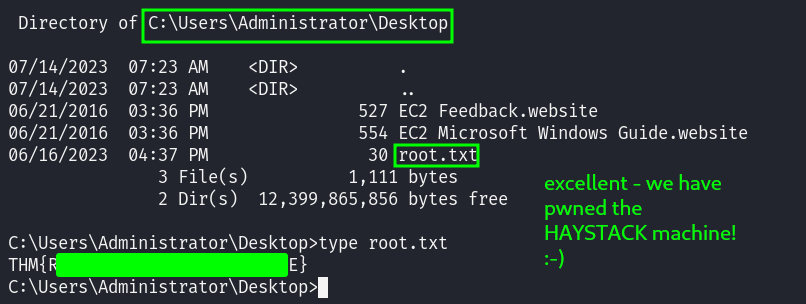 Directory of C:\Users\Administrator\Desktop
07/14/2023  07:23 AM    <DIR>          .
07/14/2023  07:23 AM    <DIR>          ..
06/21/2016  03:36 PM               527 EC2 Feedback.website
06/21/2016  03:36 PM               554 EC2 Microsoft Windows Guide.website
06/16/2023  04:37 PM                30 root.txt
               3 File(s)          1,111 bytes
               2 Dir(s)  12,399,865,856 bytes free
excellent - we have
pwned the
HAYSTACK machine!
:-)
C:\Users\Administrator\Desktop>type root.txt
THM{R E}
C:\Users\Administrator\Desktop>